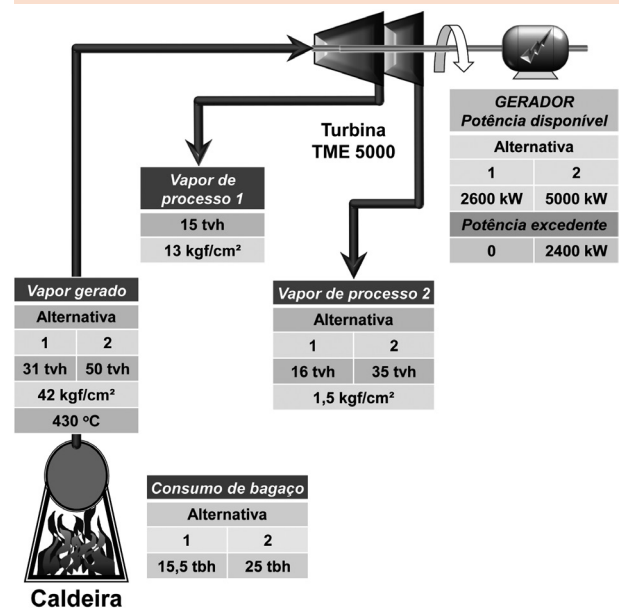 GERADOR
Potência disponível
Alternativa
1 2
2600 kW 5000 kW
Potência excedente
0 2400 kW
Turbina
TME 5000
Vapor de
processo 1
15 tvh
13 kgf/cm²
Vapor gerado
Alternativa
1 2
31 tvh 50 tvh
42 kgf/cm²
430 ºC
Vapor de processo 2
Alternativa
1 2
16 tvh 35 tvh
1,5 kgf/cm²
Consumo de bagaço
Alternativa
1 2
15,5 tbh 25 tbh
Caldeira